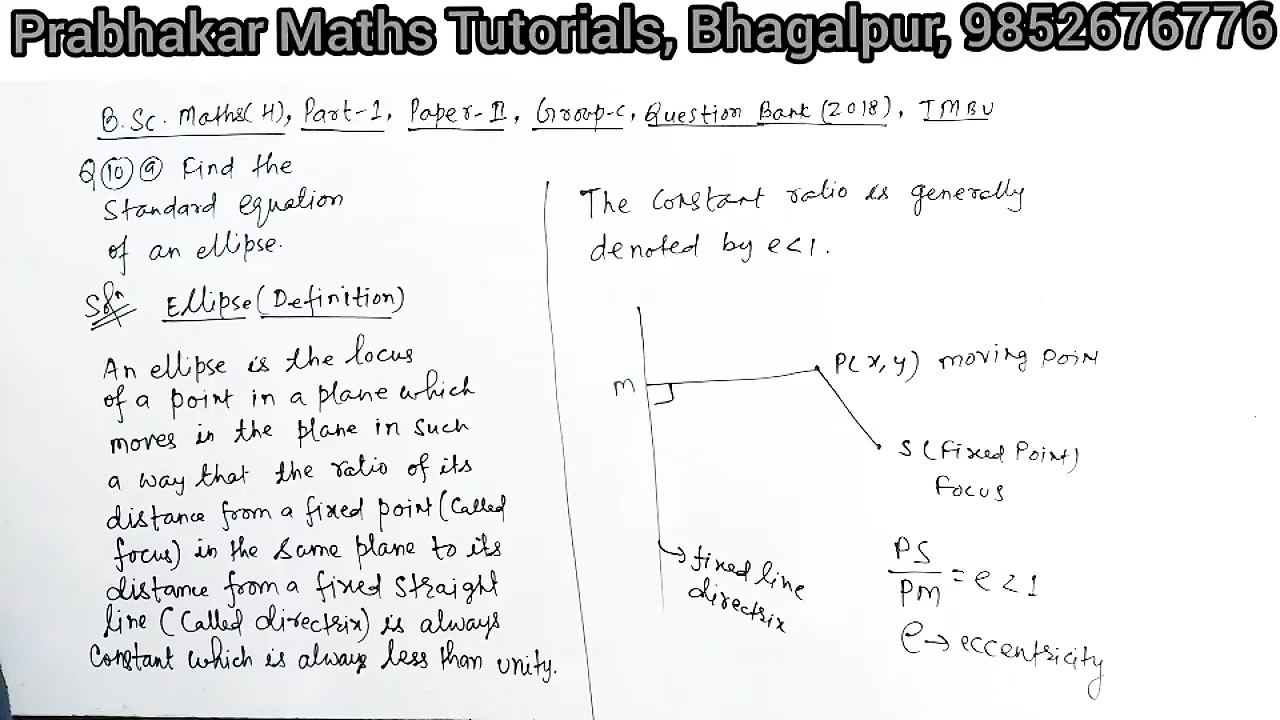 Prabhakar Maths Tutorials, Bhagalpur, 9852676776
B.Sc. Maths(H), Part-1, Paper-II, Group-C, Question Bank (2018), TMBU
Q 10 a Find the
Standard equation
of an ellipse.
Soln Ellipse (Definition)
An ellipse is the locus
of a point in a plane which
moves in the plane in such
a way that the ratio of its
distance from a fixed point (Called
focus) in the same plane to its
distance from a fixed straight
line (Called directrix) is always
Constant which is always less than unity.
The constant ratio is generally
denoted by e<1.
M
P(x,y) moving point
S (Fixed Point)
Focus
fixed line
directrix
PS/PM = e < 1
e → eccentricity